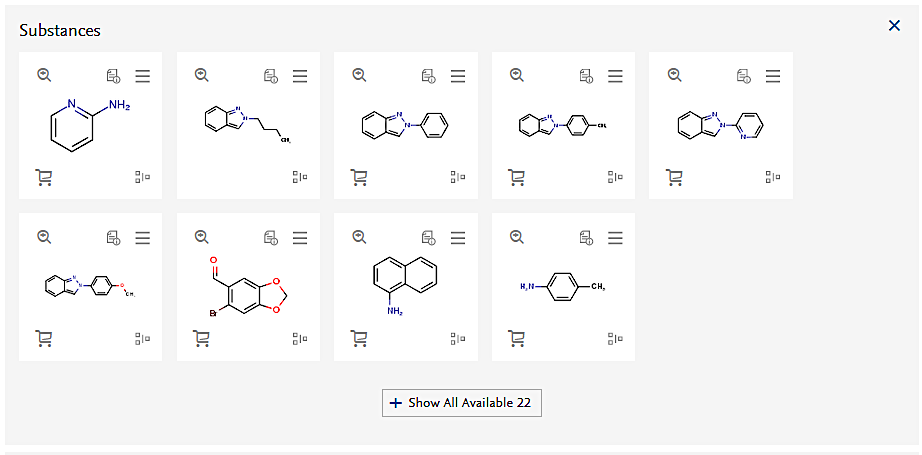 Substances
N
NH₂
N
N
CH₃
N
N
N
N
CH₃
N
N
N
N
N
O
CH₃
O
Br
O
O
NH₂
H₂N
CH₃
Show All Available 22